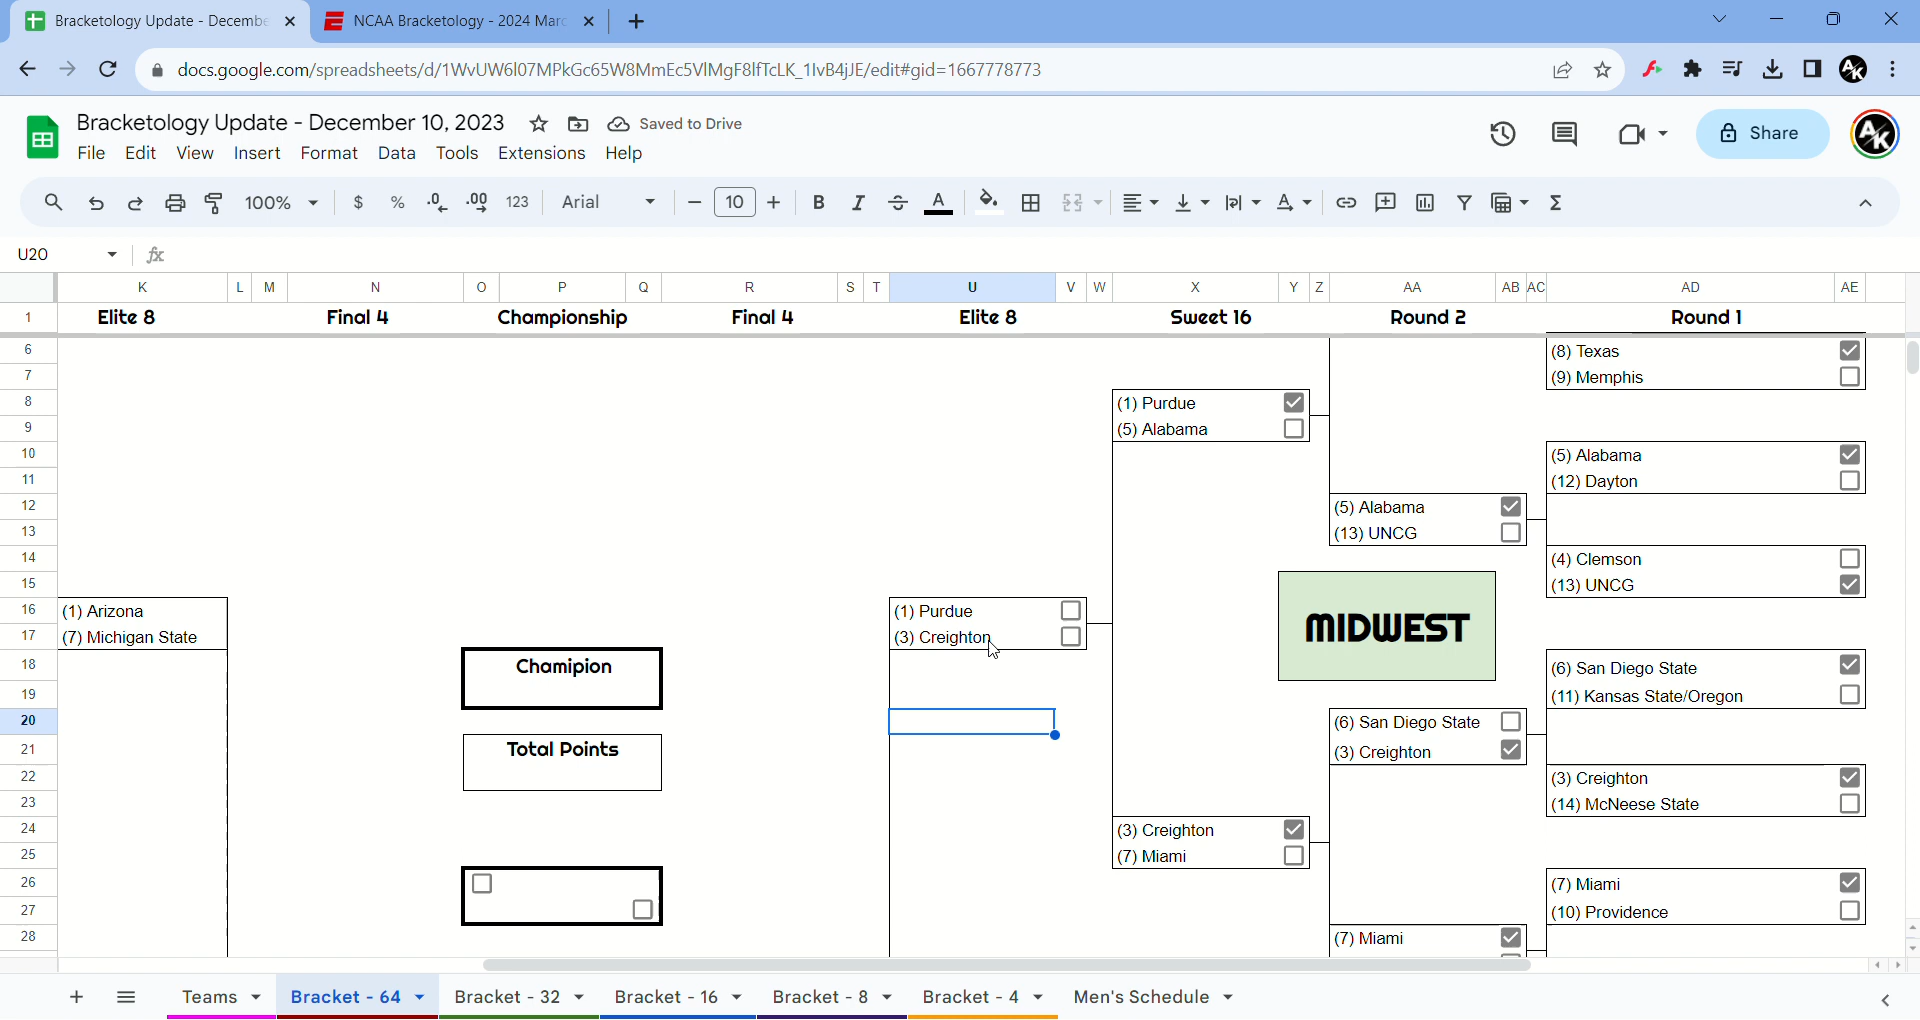 Bracketology Update - Decembe
NCAA Bracketology - 2024 Marc
docs.google.com/spreadsheets/d/1WvUW6l07MPkGc65W8MmEc5VlMgF8lfTcLK_1lvB4jJE/edit#gid=1667778773
Bracketology Update - December 10, 2023 Saved to Drive
File Edit View Insert Format Data Tools Extensions Help
Share
100% $ % .0 .00 123 Arial 10 B I S A
U20 fx
K L M N O P Q R S T U V W X Y Z AA AB AC AD AE
1 Elite 8 Final 4 Championship Final 4 Elite 8 Sweet 16 Round 2 Round 1
6 (8) Texas
7 (9) Memphis
8 (1) Purdue
9 (5) Alabama
10 (5) Alabama
11 (12) Dayton
12 (5) Alabama
13 (13) UNCG
14 (4) Clemson
15 (13) UNCG
16 (1) Arizona (1) Purdue
MIDWEST
17 (7) Michigan State (3) Creighton
18 Chamipion (6) San Diego State
19 (11) Kansas State/Oregon
20 (6) San Diego State
21 Total Points (3) Creighton
22 (3) Creighton
23 (14) McNeese State
24 (3) Creighton
25 (7) Miami
26 (7) Miami
27 (10) Providence
28 (7) Miami
Teams Bracket - 64 Bracket - 32 Bracket - 16 Bracket - 8 Bracket - 4 Men's Schedule